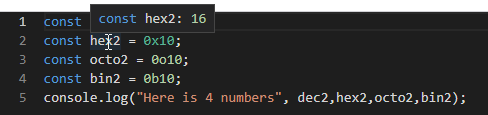 const hex2: 16
1 const
2 const hex2 = 0x10;
3 const octo2 = 0o10;
4 const bin2 = 0b10;
5 console.log("Here is 4 numbers", dec2,hex2,octo2,bin2);